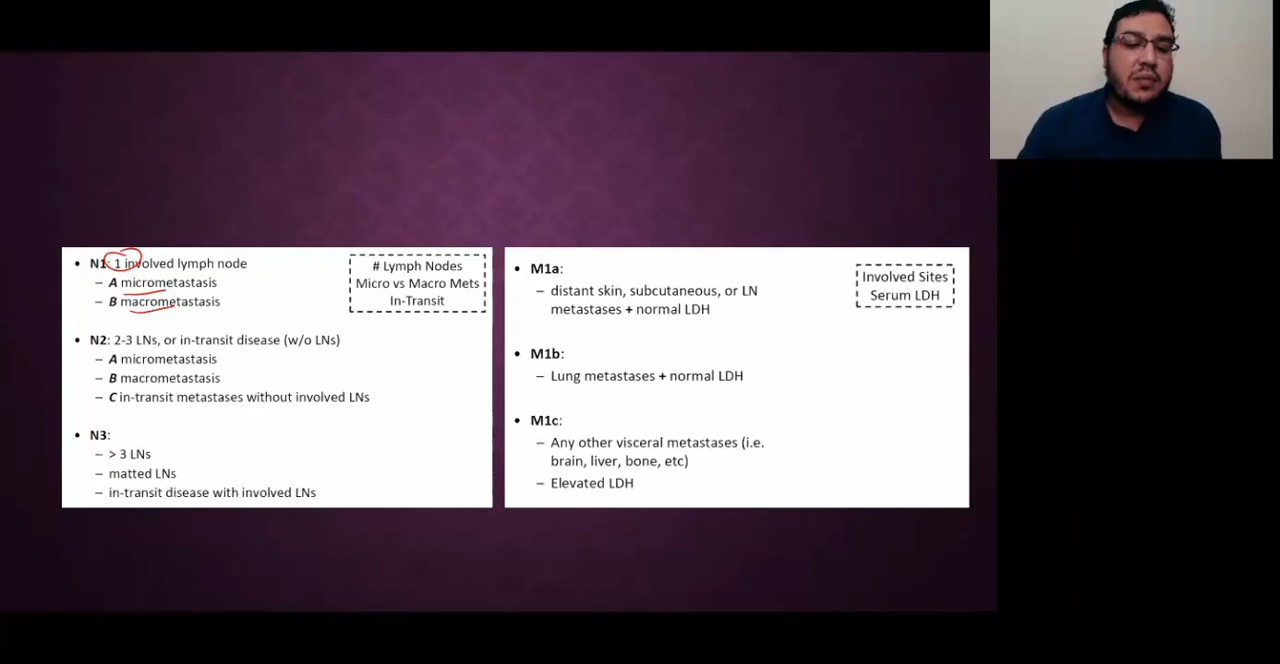 • N1: 1 involved lymph node
– A micrometastasis
– B macrometastasis
# Lymph Nodes
Micro vs Macro Mets
In-Transit
• N2: 2-3 LNs, or in-transit disease (w/o LNs)
– A micrometastasis
– B macrometastasis
– C in-transit metastases without involved LNs
• N3:
– > 3 LNs
– matted LNs
– in-transit disease with involved LNs
• M1a:
– distant skin, subcutaneous, or LN
metastases + normal LDH
Involved Sites
Serum LDH
• M1b:
– Lung metastases + normal LDH
• M1c:
– Any other visceral metastases (i.e.
brain, liver, bone, etc)
– Elevated LDH